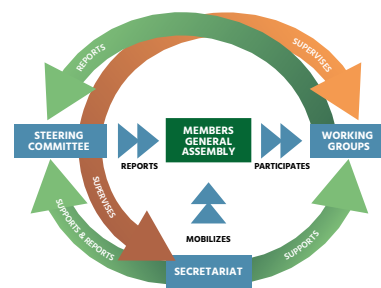 REPORTS
SUPERVISES
STEERING
COMMITTEE
REPORTS
MEMBERS
GENERAL
ASSEMBLY
PARTICIPATES
WORKING
GROUPS
SUPERVISES
SUPPORTS & REPORTS
MOBILIZES
SUPPORTS
SECRETARIAT